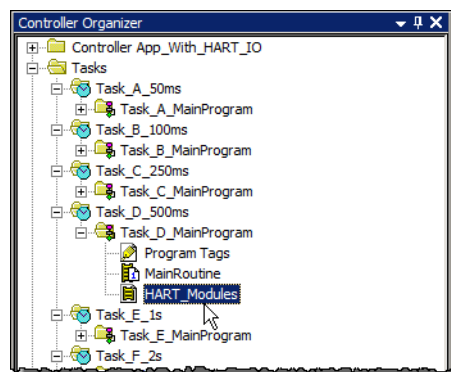 Controller Organizer
Controller App_With_HART_IO
Tasks
Task_A_50ms
Task_A_MainProgram
Task_B_100ms
Task_B_MainProgram
Task_C_250ms
Task_C_MainProgram
Task_D_500ms
Task_D_MainProgram
Program Tags
MainRoutine
HART_Modules
Task_E_1s
Task_E_MainProgram
Task_F_2s